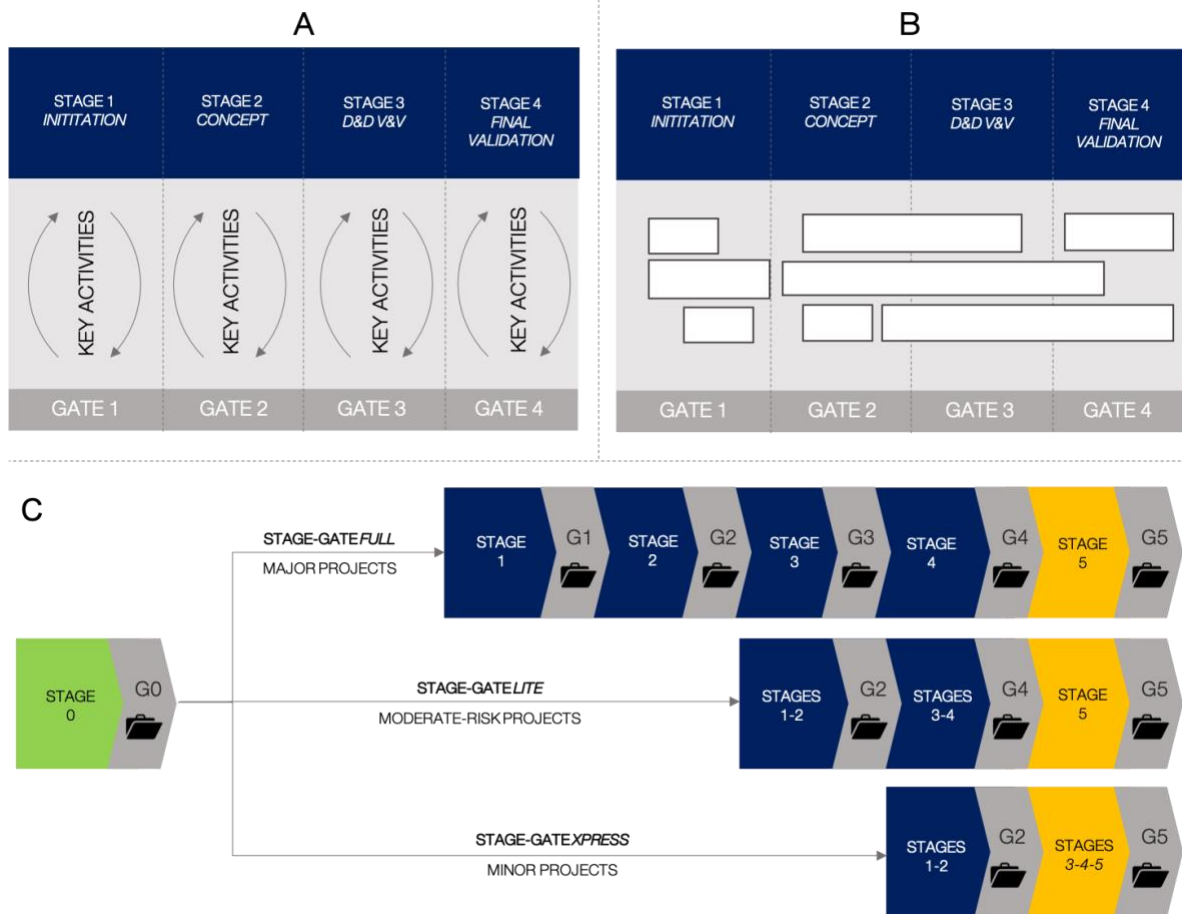 A
STAGE 1
INITITATION
STAGE 2
CONCEPT
STAGE 3
D&D V&V
STAGE 4
FINAL
VALIDATION
KEY ACTIVITIES
KEY ACTIVITIES
KEY ACTIVITIES
KEY ACTIVITIES
GATE 1
GATE 2
GATE 3
GATE 4
B
STAGE 1
INITITATION
STAGE 2
CONCEPT
STAGE 3
D&D V&V
STAGE 4
FINAL
VALIDATION
GATE 1
GATE 2
GATE 3
GATE 4
C
STAGE
0
G0
STAGE-GATE FULL
MAJOR PROJECTS
STAGE
1
G1
STAGE
2
G2
STAGE
3
G3
STAGE
4
G4
STAGE
5
G5
STAGE-GATE LITE
MODERATE-RISK PROJECTS
STAGES
1-2
G2
STAGES
3-4
G4
STAGE
5
G5
STAGE-GATE XPRESS
MINOR PROJECTS
STAGES
1-2
G2
STAGES
3-4-5
G5